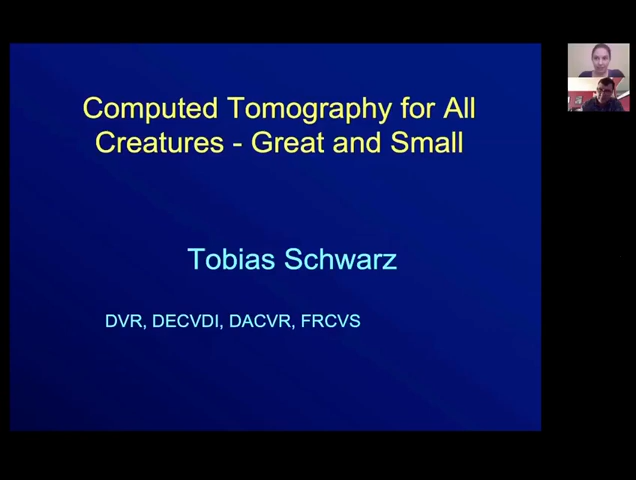 Computed Tomography for All
Creatures - Great and Small
Tobias Schwarz
DVR, DECVDI, DACVR, FRCVS